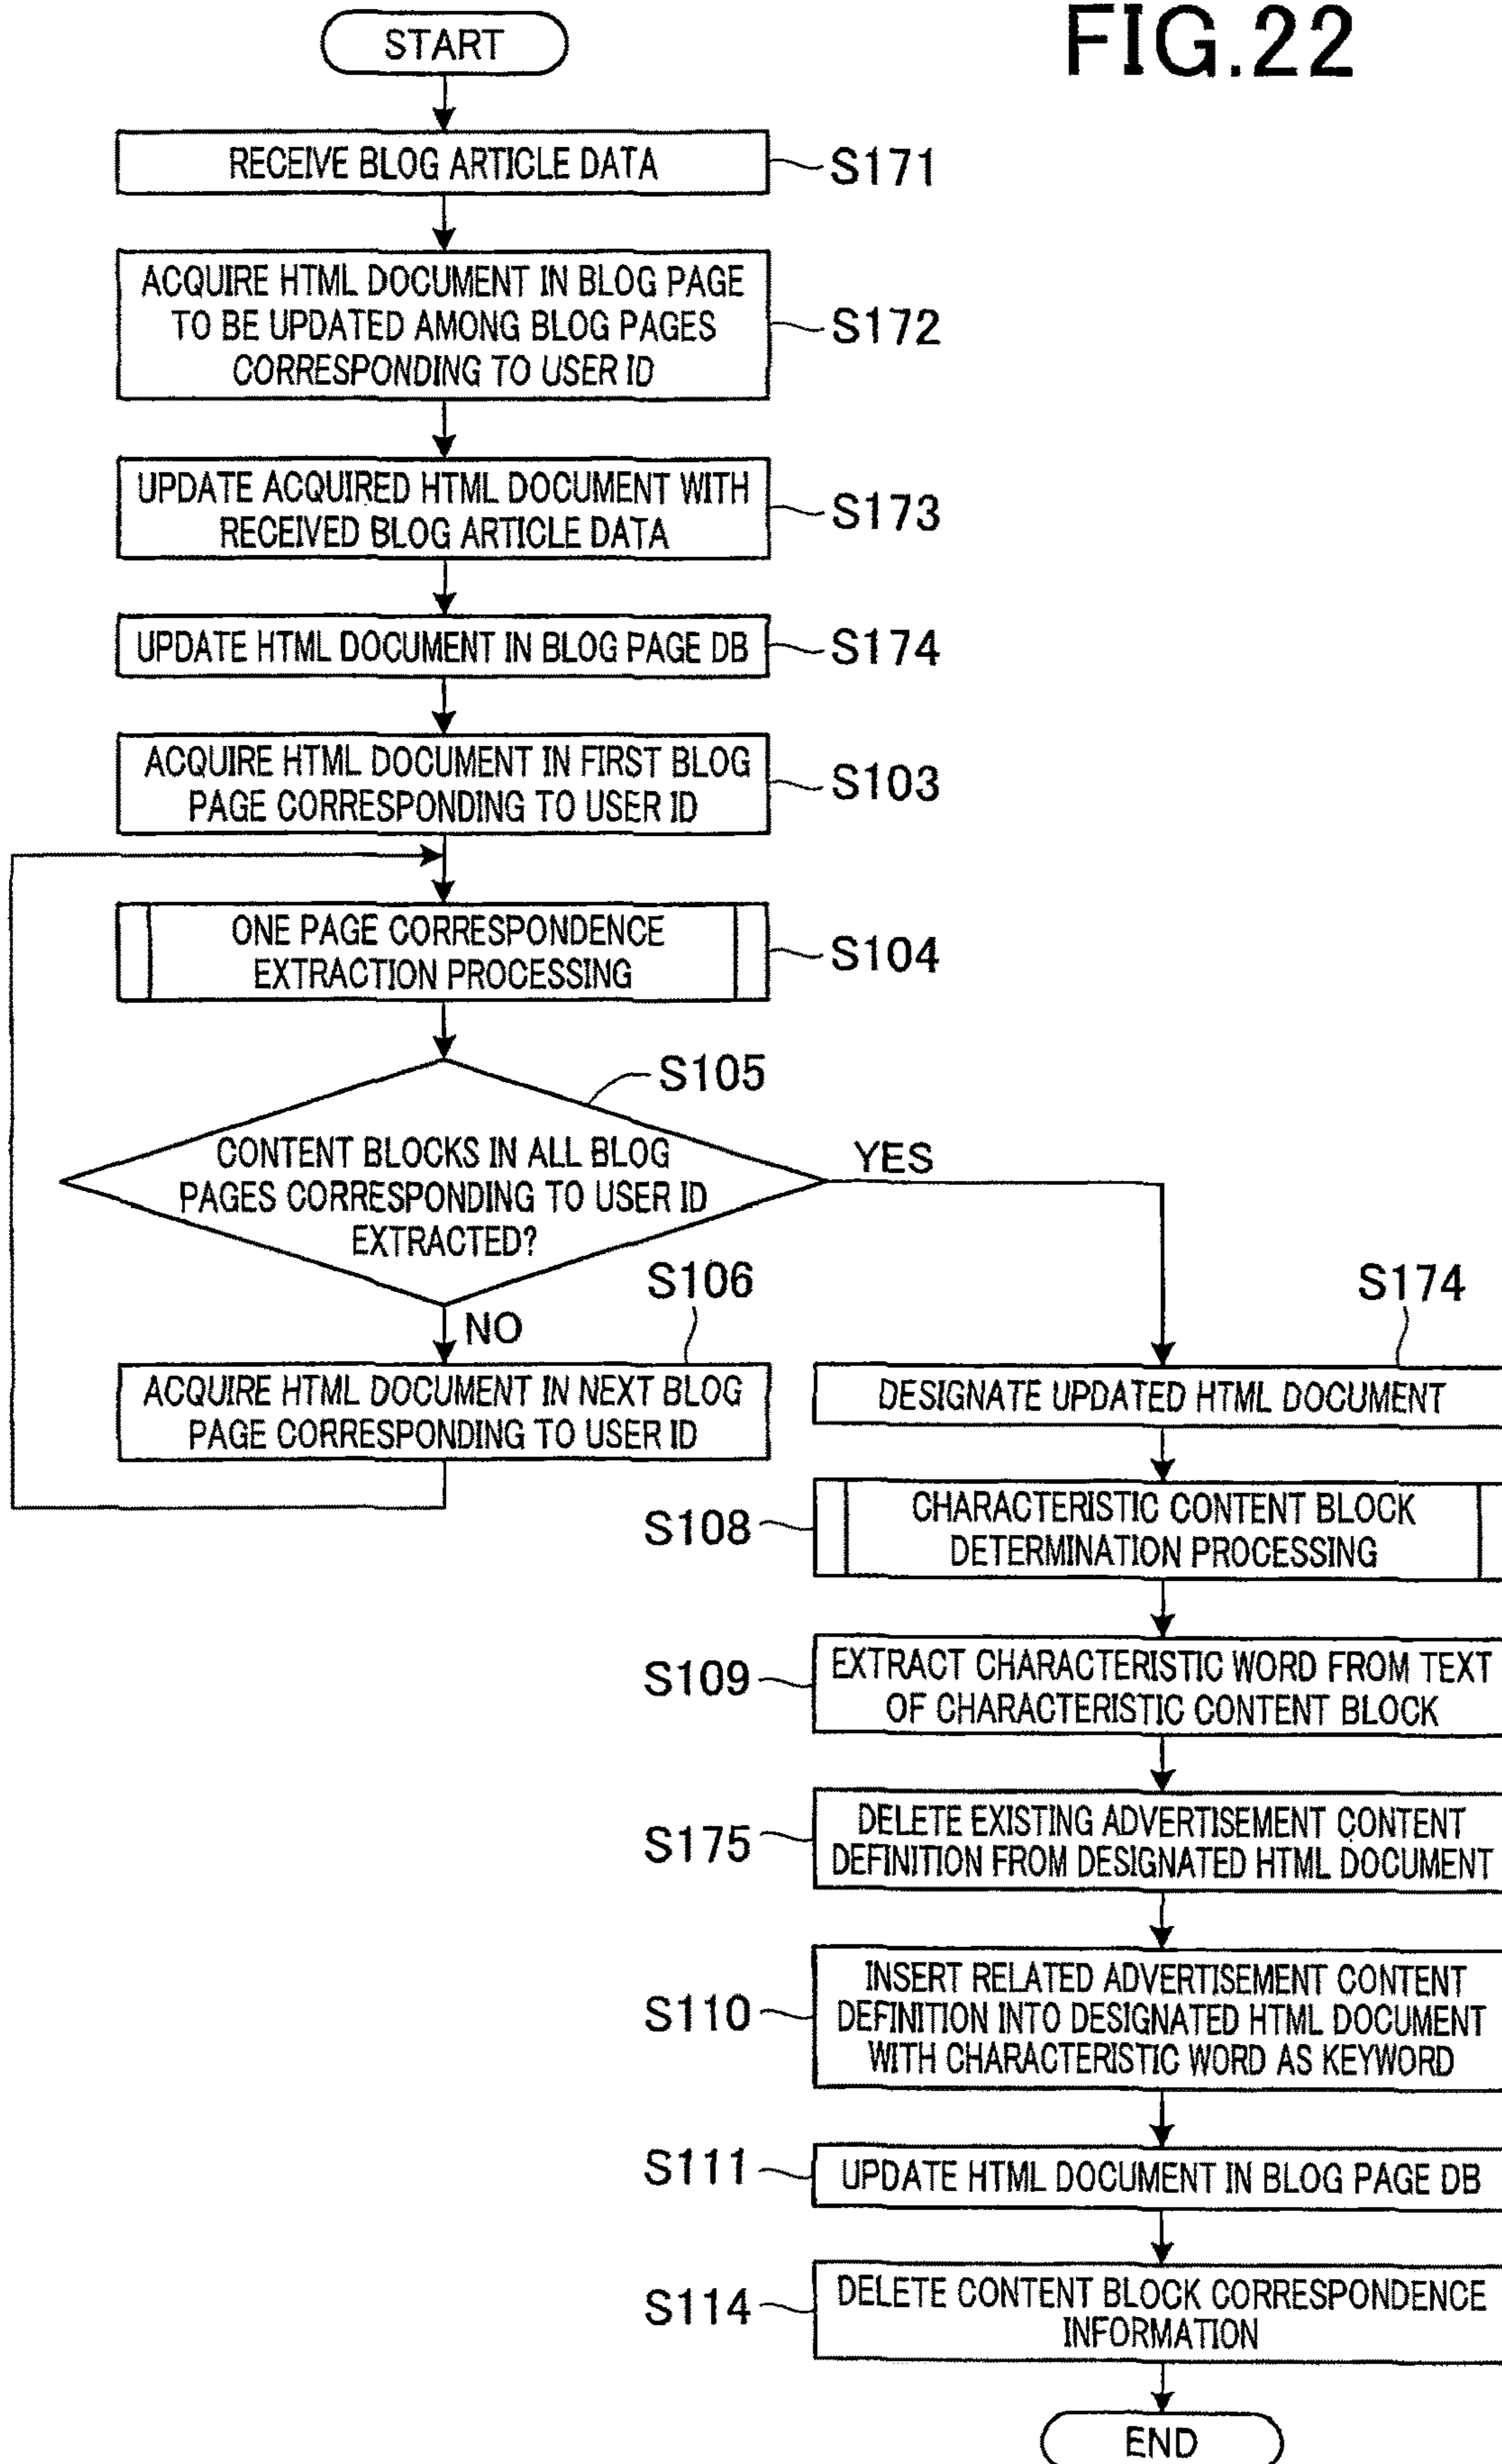 FIG.22
START
RECEIVE BLOG ARTICLE DATA
S171
ACQUIRE HTML DOCUMENT IN BLOG PAGE
TO BE UPDATED AMONG BLOG PAGES
CORRESPONDING TO USER ID
S172
UPDATE ACQUIRED HTML DOCUMENT WITH
RECEIVED BLOG ARTICLE DATA
S173
UPDATE HTML DOCUMENT IN BLOG PAGE DB
S174
ACQUIRE HTML DOCUMENT IN FIRST BLOG
PAGE CORRESPONDING TO USER ID
S103
ONE PAGE CORRESPONDENCE
EXTRACTION PROCESSING
S104
S105
CONTENT BLOCKS IN ALL BLOG
PAGES CORRESPONDING TO USER ID
EXTRACTED?
YES
NO
S106
ACQUIRE HTML DOCUMENT IN NEXT BLOG
PAGE CORRESPONDING TO USER ID
S174
DESIGNATE UPDATED HTML DOCUMENT
S108
CHARACTERISTIC CONTENT BLOCK
DETERMINATION PROCESSING
S109
EXTRACT CHARACTERISTIC WORD FROM TEXT
OF CHARACTERISTIC CONTENT BLOCK
S175
DELETE EXISTING ADVERTISEMENT CONTENT
DEFINITION FROM DESIGNATED HTML DOCUMENT
S110
INSERT RELATED ADVERTISEMENT CONTENT
DEFINITION INTO DESIGNATED HTML DOCUMENT
WITH CHARACTERISTIC WORD AS KEYWORD
S111
UPDATE HTML DOCUMENT IN BLOG PAGE DB
S114
DELETE CONTENT BLOCK CORRESPONDENCE
INFORMATION
END